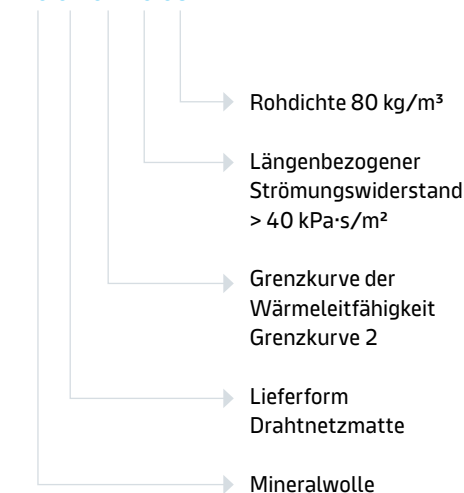 Rohdichte 80 kg/m³
Längenbezogener
Strömungswiderstand
> 40 kPa·s/m²
Grenzkurve der
Wärmeleitfähigkeit
Grenzkurve 2
Lieferform
Drahtnetzmatte
Mineralwolle